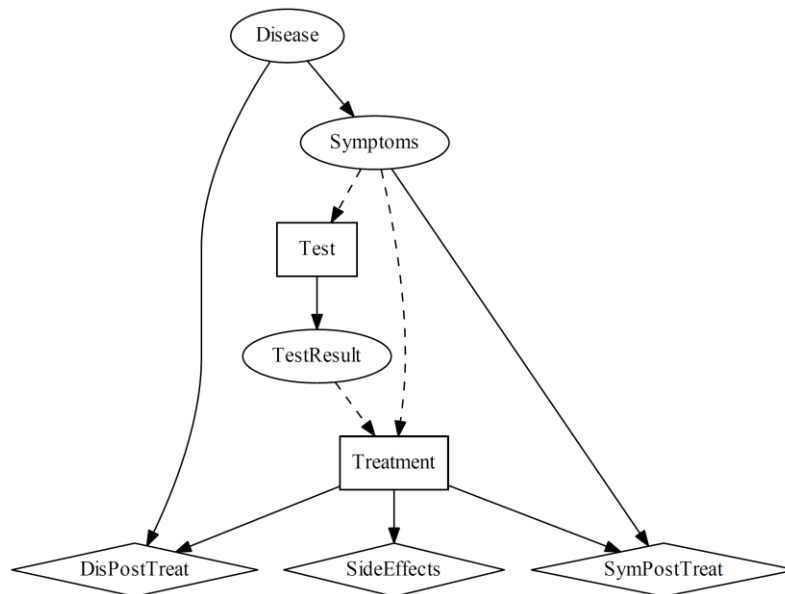 Disease
Symptoms
Test
TestResult
Treatment
DisPostTreat
SideEffects
SymPostTreat